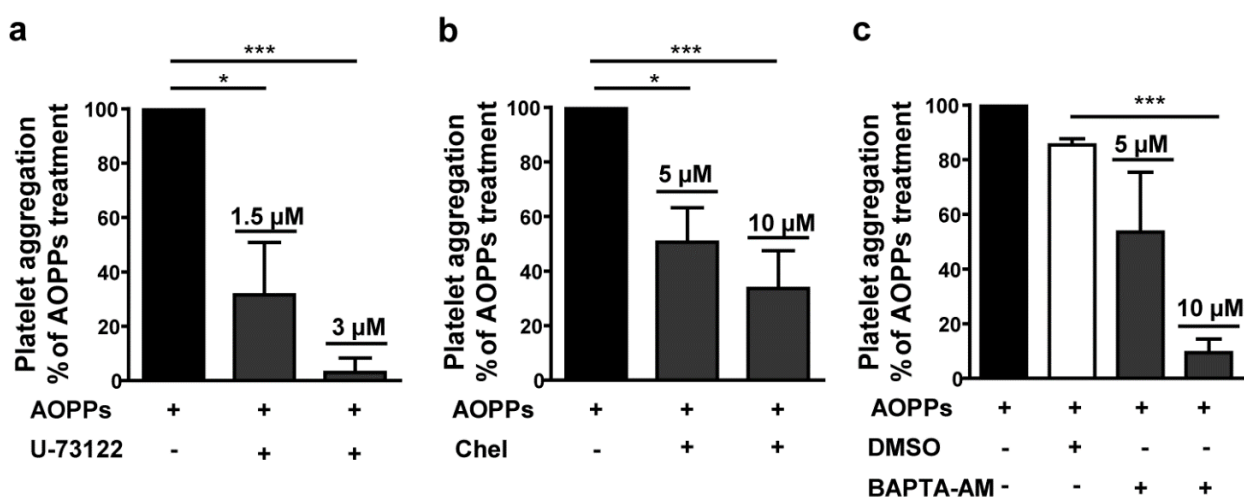 a
***
*
Platelet aggregation
% of AOPPs treatment
100
80
60
40
20
0
1.5 µM
3 µM
AOPPs + + +
U-73122 - + +
b
***
*
Platelet aggregation
% of AOPPs treatment
100
80
60
40
20
0
5 µM
10 µM
AOPPs + + +
Chel - + +
c
***
Platelet aggregation
% of AOPPs treatment
100
80
60
40
20
0
5 µM
10 µM
AOPPs + + + +
DMSO - + - -
BAPTA-AM - - + +